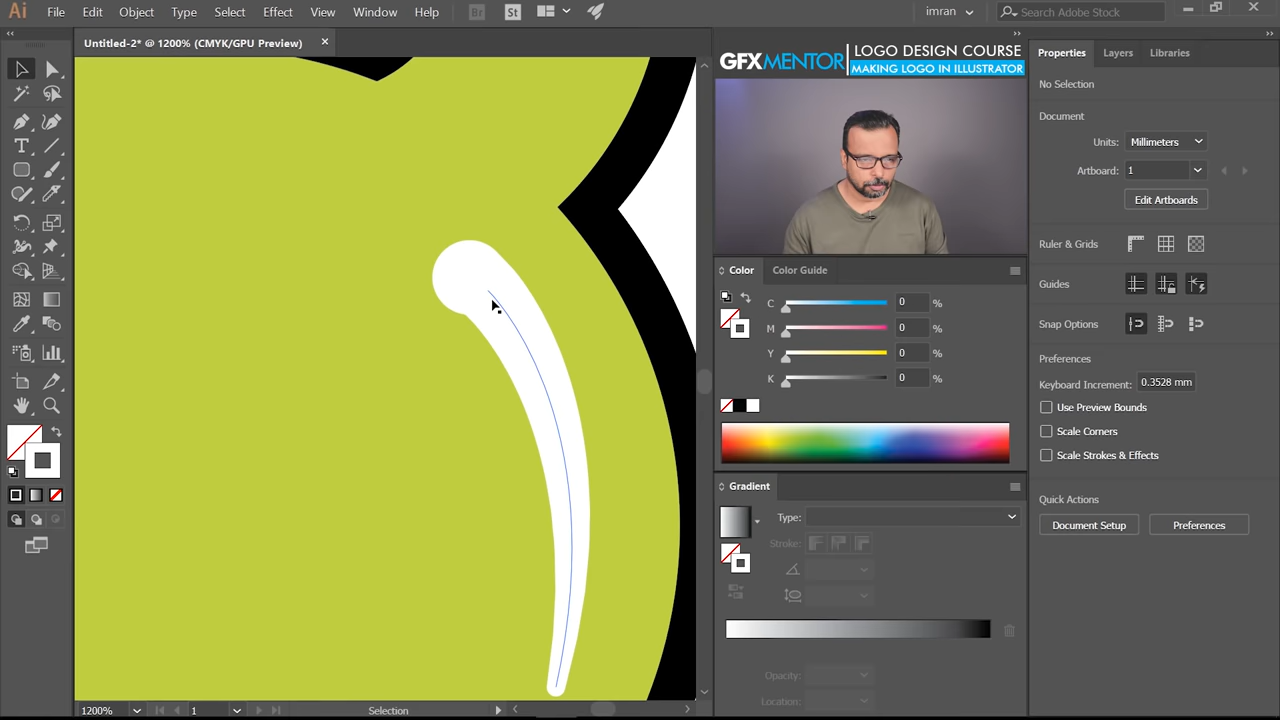 Ai File Edit Object Type Select Effect View Window Help Br St imran Search Adobe Stock
Untitled-2* @ 1200% (CMYK/GPU Preview) ×
GFXMENTOR LOGO DESIGN COURSE
MAKING LOGO IN ILLUSTRATOR
Properties Layers Libraries
No Selection
Document
Units: Millimeters
Artboard: 1
Edit Artboards
Ruler & Grids
Guides
Snap Options
Preferences
Keyboard Increment: 0.3528 mm
Use Preview Bounds
Scale Corners
Scale Strokes & Effects
Quick Actions
Document Setup Preferences
Color Color Guide
C 0 %
M 0 %
Y 0 %
K 0 %
Gradient
Type:
Stroke:
Opacity:
Location:
1200% 1 Selection